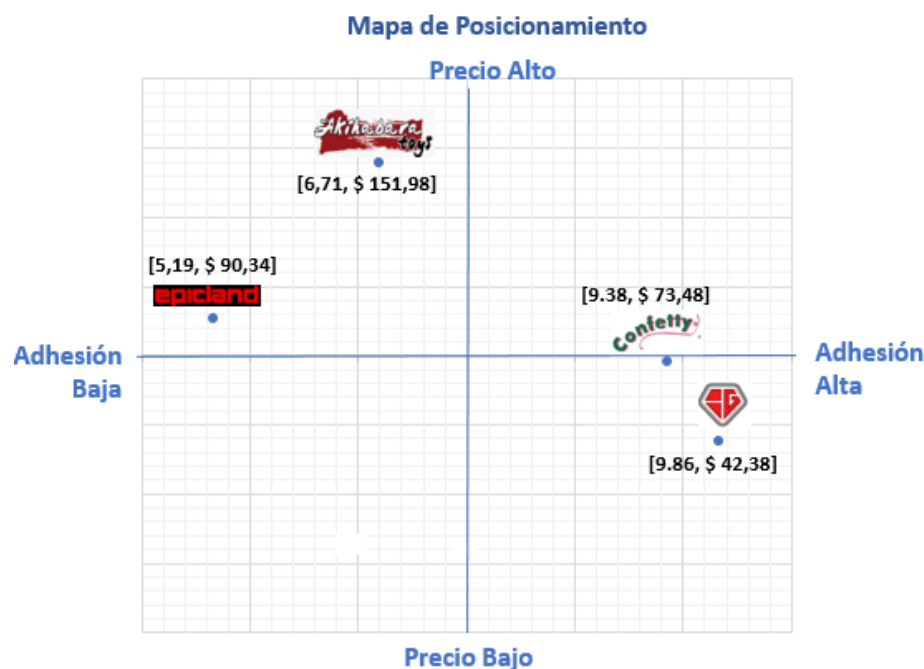 Mapa de Posicionamiento
Precio Alto
Akihabara
toys
[6,71, $ 151,98]
[5,19, $ 90,34]
epicland
[9.38, $ 73,48]
Confetty
Adhesión
Baja
Adhesión
Alta
EG
[9.86, $ 42,38]
Precio Bajo